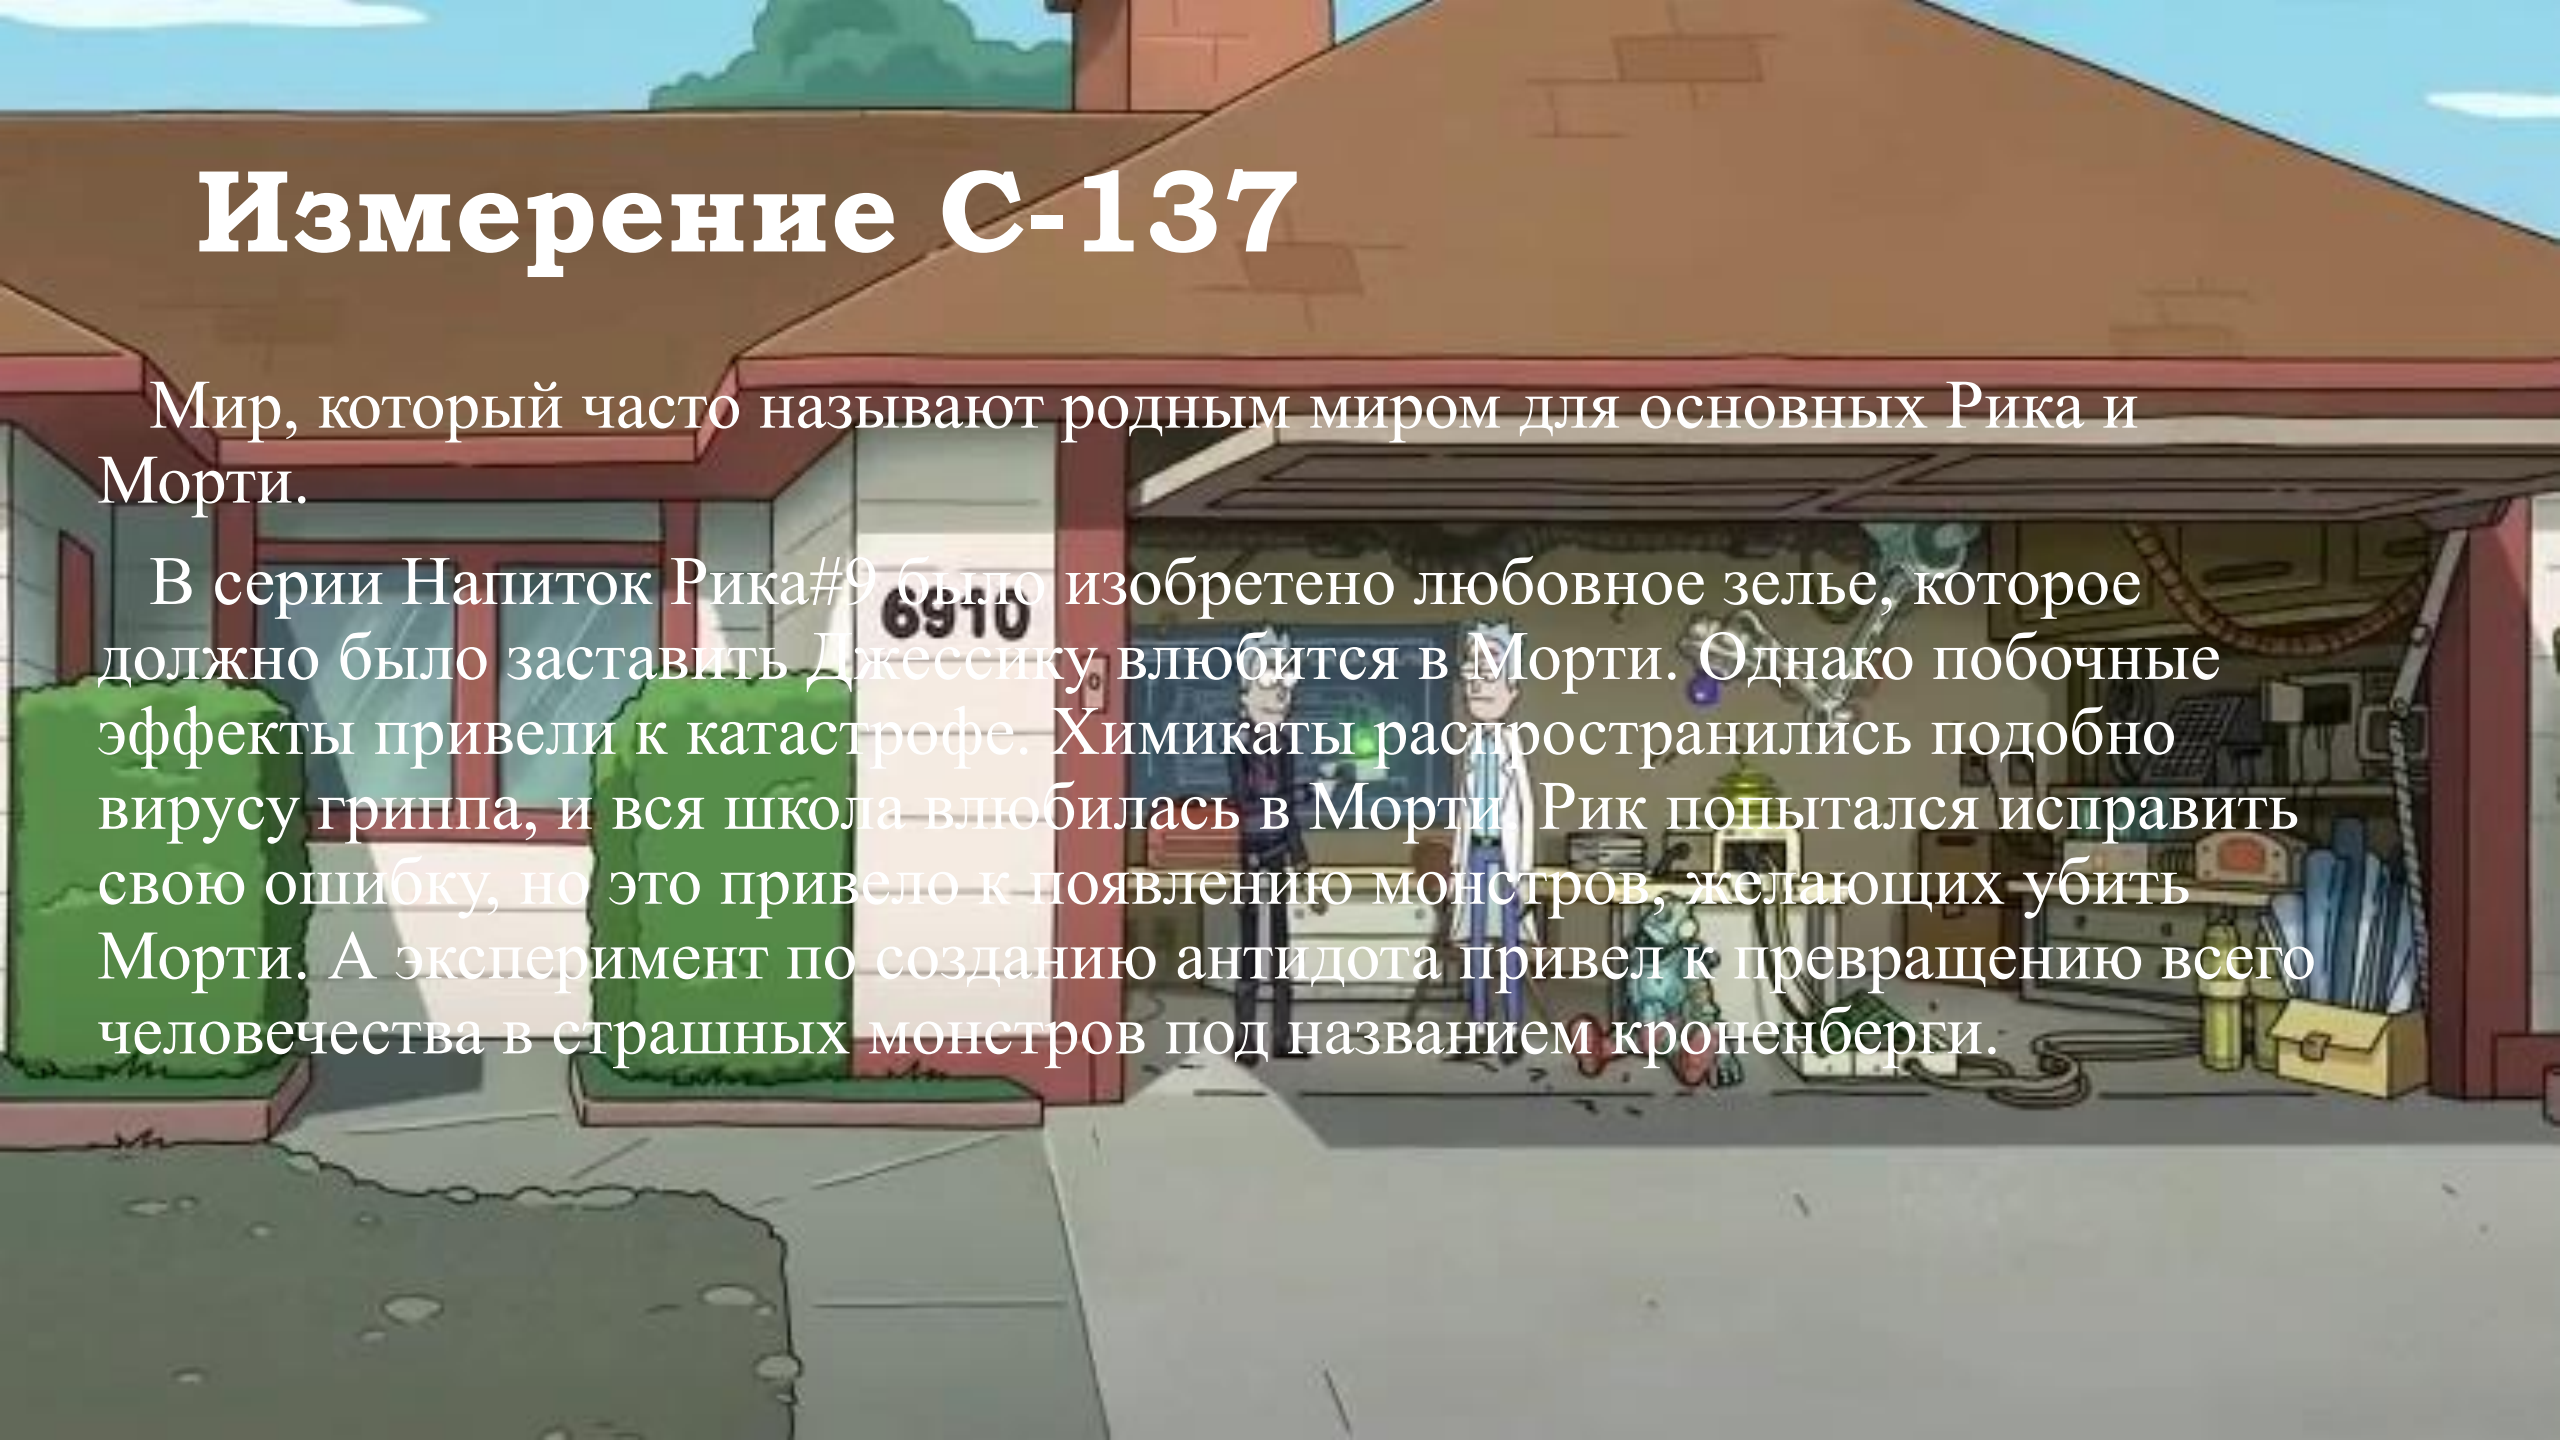 Измерение С-137
Мир, который часто называют родным миром для основных Рика и
Морти.
В серии Напиток Рика#9 было изобретено любовное зелье, которое
6910
должно было заставить Джессику влюбится в Морти. Однако побочные
эффекты привели к катастрофе. Химикаты распространились подобно
вирусу гриппа, и вся школа влюбилась в Морти. Рик попытался исправить
свою ошибку, но это привело к появлению монстров, желающих убить
Морти. А эксперимент по созданию антидота привел к превращению всего
человечества в страшных монстров под названием кроненберги.